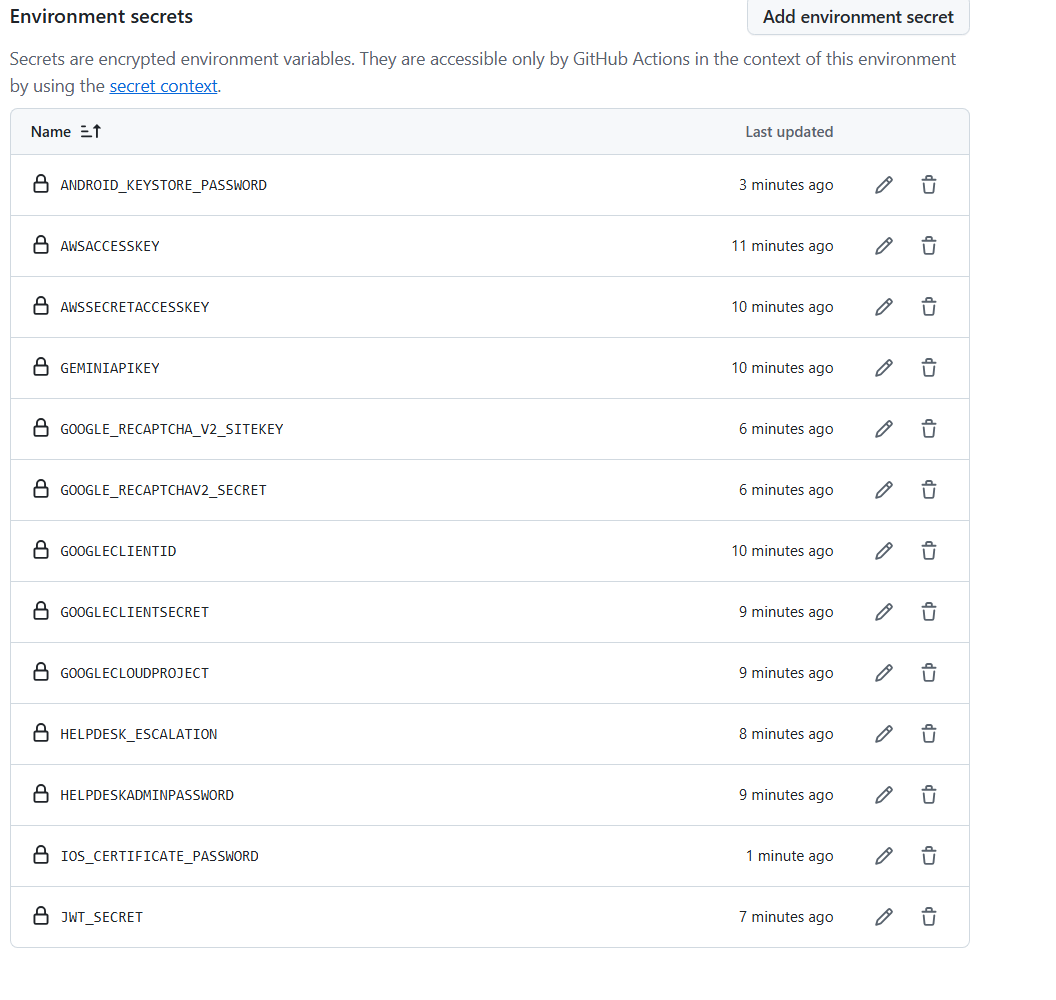 Environment secrets
Add environment secret
Secrets are encrypted environment variables. They are accessible only by GitHub Actions in the context of this environment
by using the secret context.
Name Last updated
ANDROID_KEYSTORE_PASSWORD 3 minutes ago
AWSACCESSKEY 11 minutes ago
AWSSECRETACCESSKEY 10 minutes ago
GEMINIAPIKEY 10 minutes ago
GOOGLE_RECAPTCHA_V2_SITEKEY 6 minutes ago
GOOGLE_RECAPTCHAV2_SECRET 6 minutes ago
GOOGLECLIENTID 10 minutes ago
GOOGLECLIENTSECRET 9 minutes ago
GOOGLECLOUDPROJECT 9 minutes ago
HELPDESK_ESCALATION 8 minutes ago
HELPDESKADMINPASSWORD 9 minutes ago
IOS_CERTIFICATE_PASSWORD 1 minute ago
JWT_SECRET 7 minutes ago